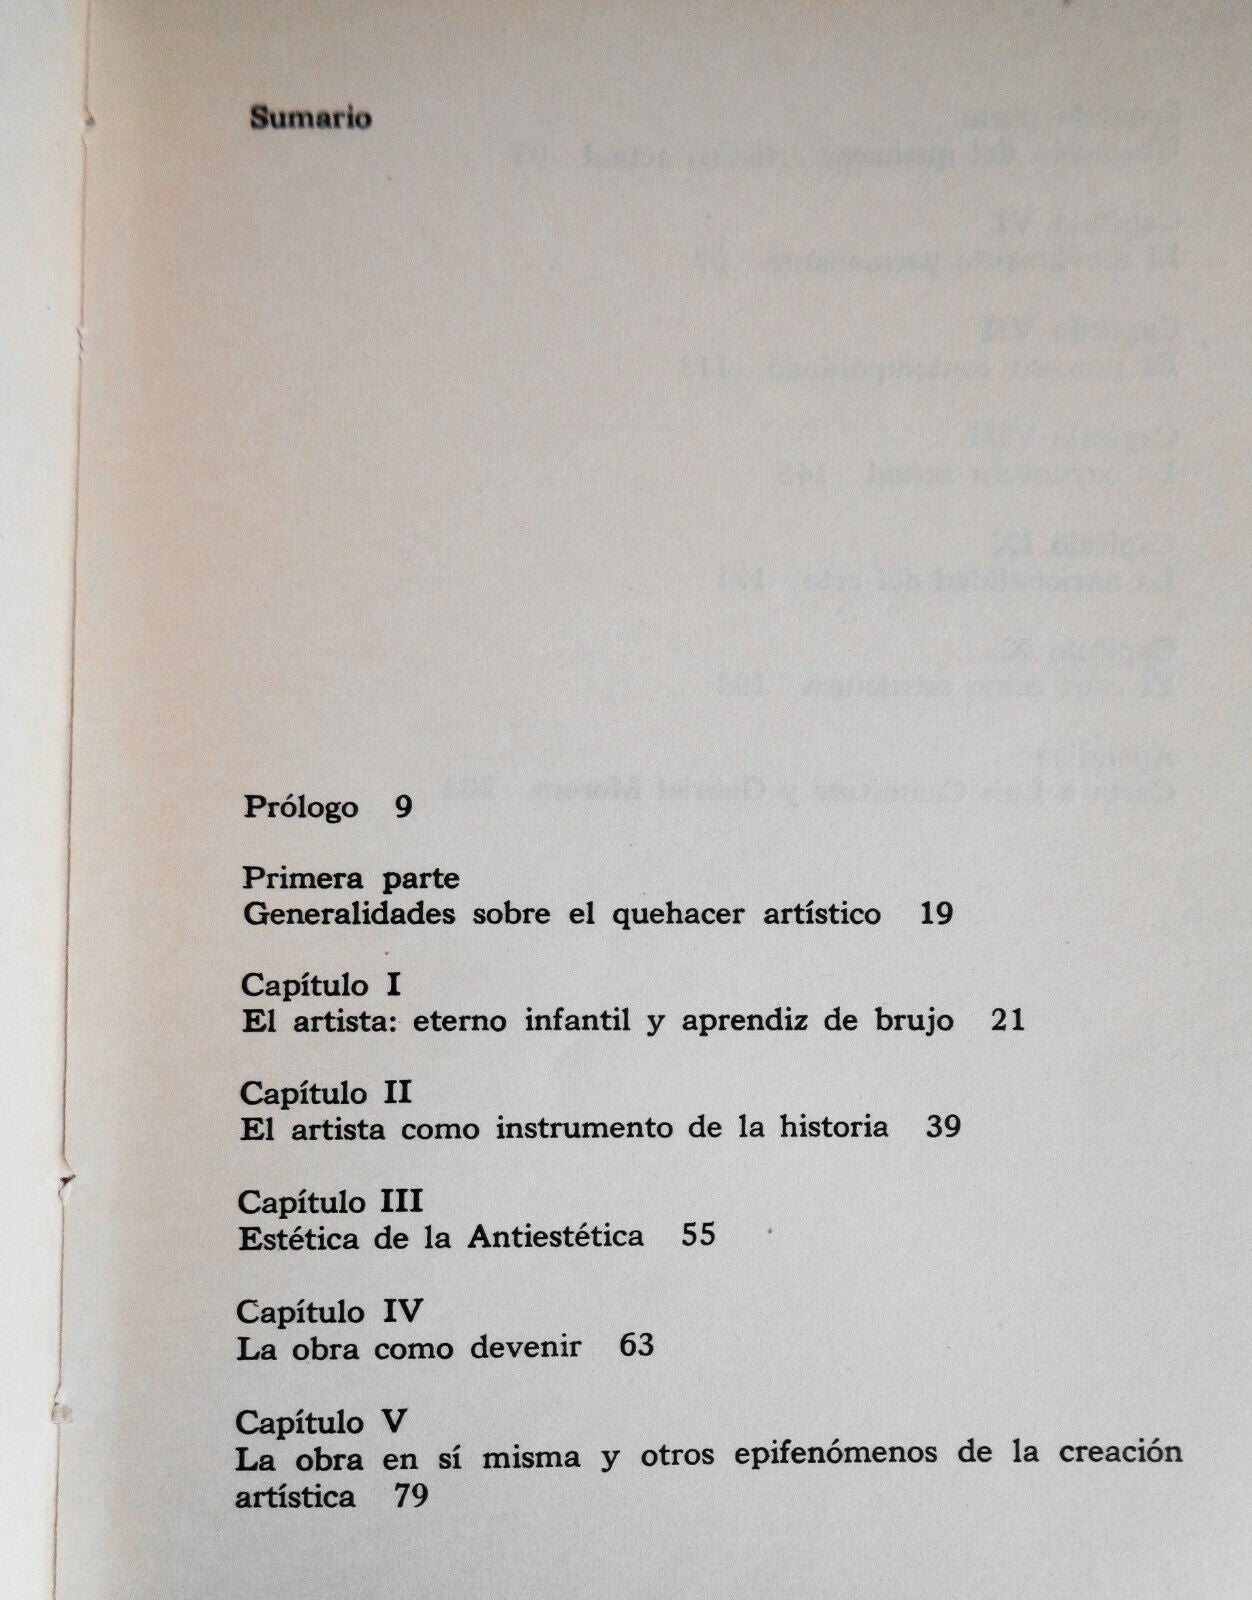 Sumario
Prólogo 9
Primera parte
Generalidades sobre el quehacer artístico 19
Capítulo I
El artista: eterno infantil y aprendiz de brujo 21
Capítulo II
El artista como instrumento de la historia 39
Capítulo III
Estética de la Antiestética 55
Capítulo IV
La obra como devenir 63
Capítulo V
La obra en sí misma y otros epifenómenos de la creación
artística 79